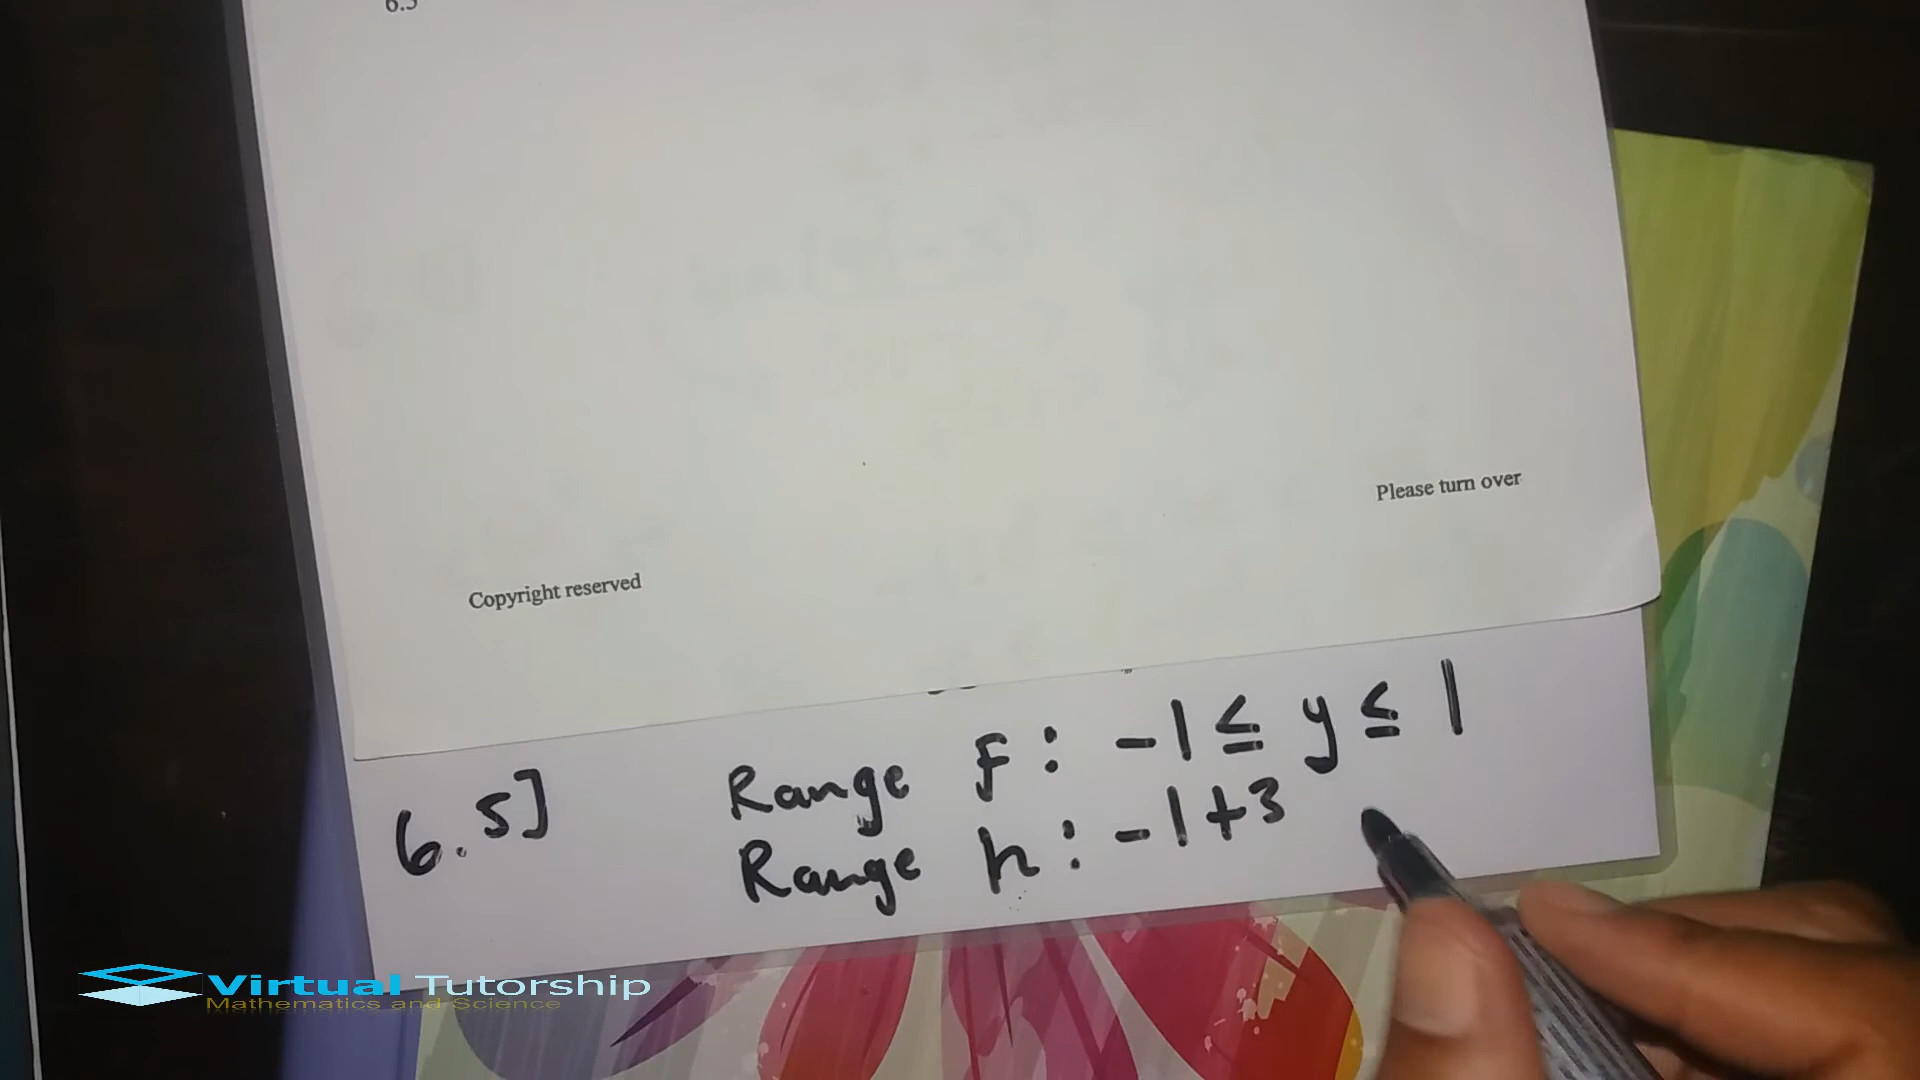 6.5
Please turn over
Copyright reserved
6.5]
Range f: -1 ≤ y ≤ 1
Range h: -1+3
Virtual Tutorship
Mathematics and Science